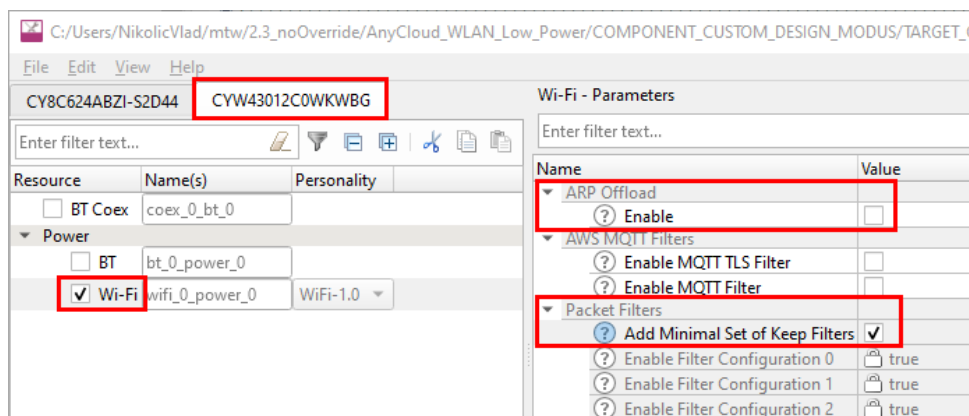 C:/Users/NikolicVlad/mtw/2.3_noOverride/AnyCloud_WLAN_Low_Power/COMPONENT_CUSTOM_DESIGN_MODUS/TARGET_
File Edit View Help
CY8C624ABZI-S2D44 CYW43012C0WKWBG
Enter filter text...
Resource Name(s) Personality
BT Coex coex_0_bt_0
Power
BT bt_0_power_0
Wi-Fi wifi_0_power_0 WiFi-1.0
Wi-Fi - Parameters
Enter filter text...
Name Value
ARP Offload
? Enable
AWS MQTT Filters
? Enable MQTT TLS Filter
? Enable MQTT Filter
Packet Filters
? Add Minimal Set of Keep Filters
? Enable Filter Configuration 0 true
? Enable Filter Configuration 1 true
? Enable Filter Configuration 2 true